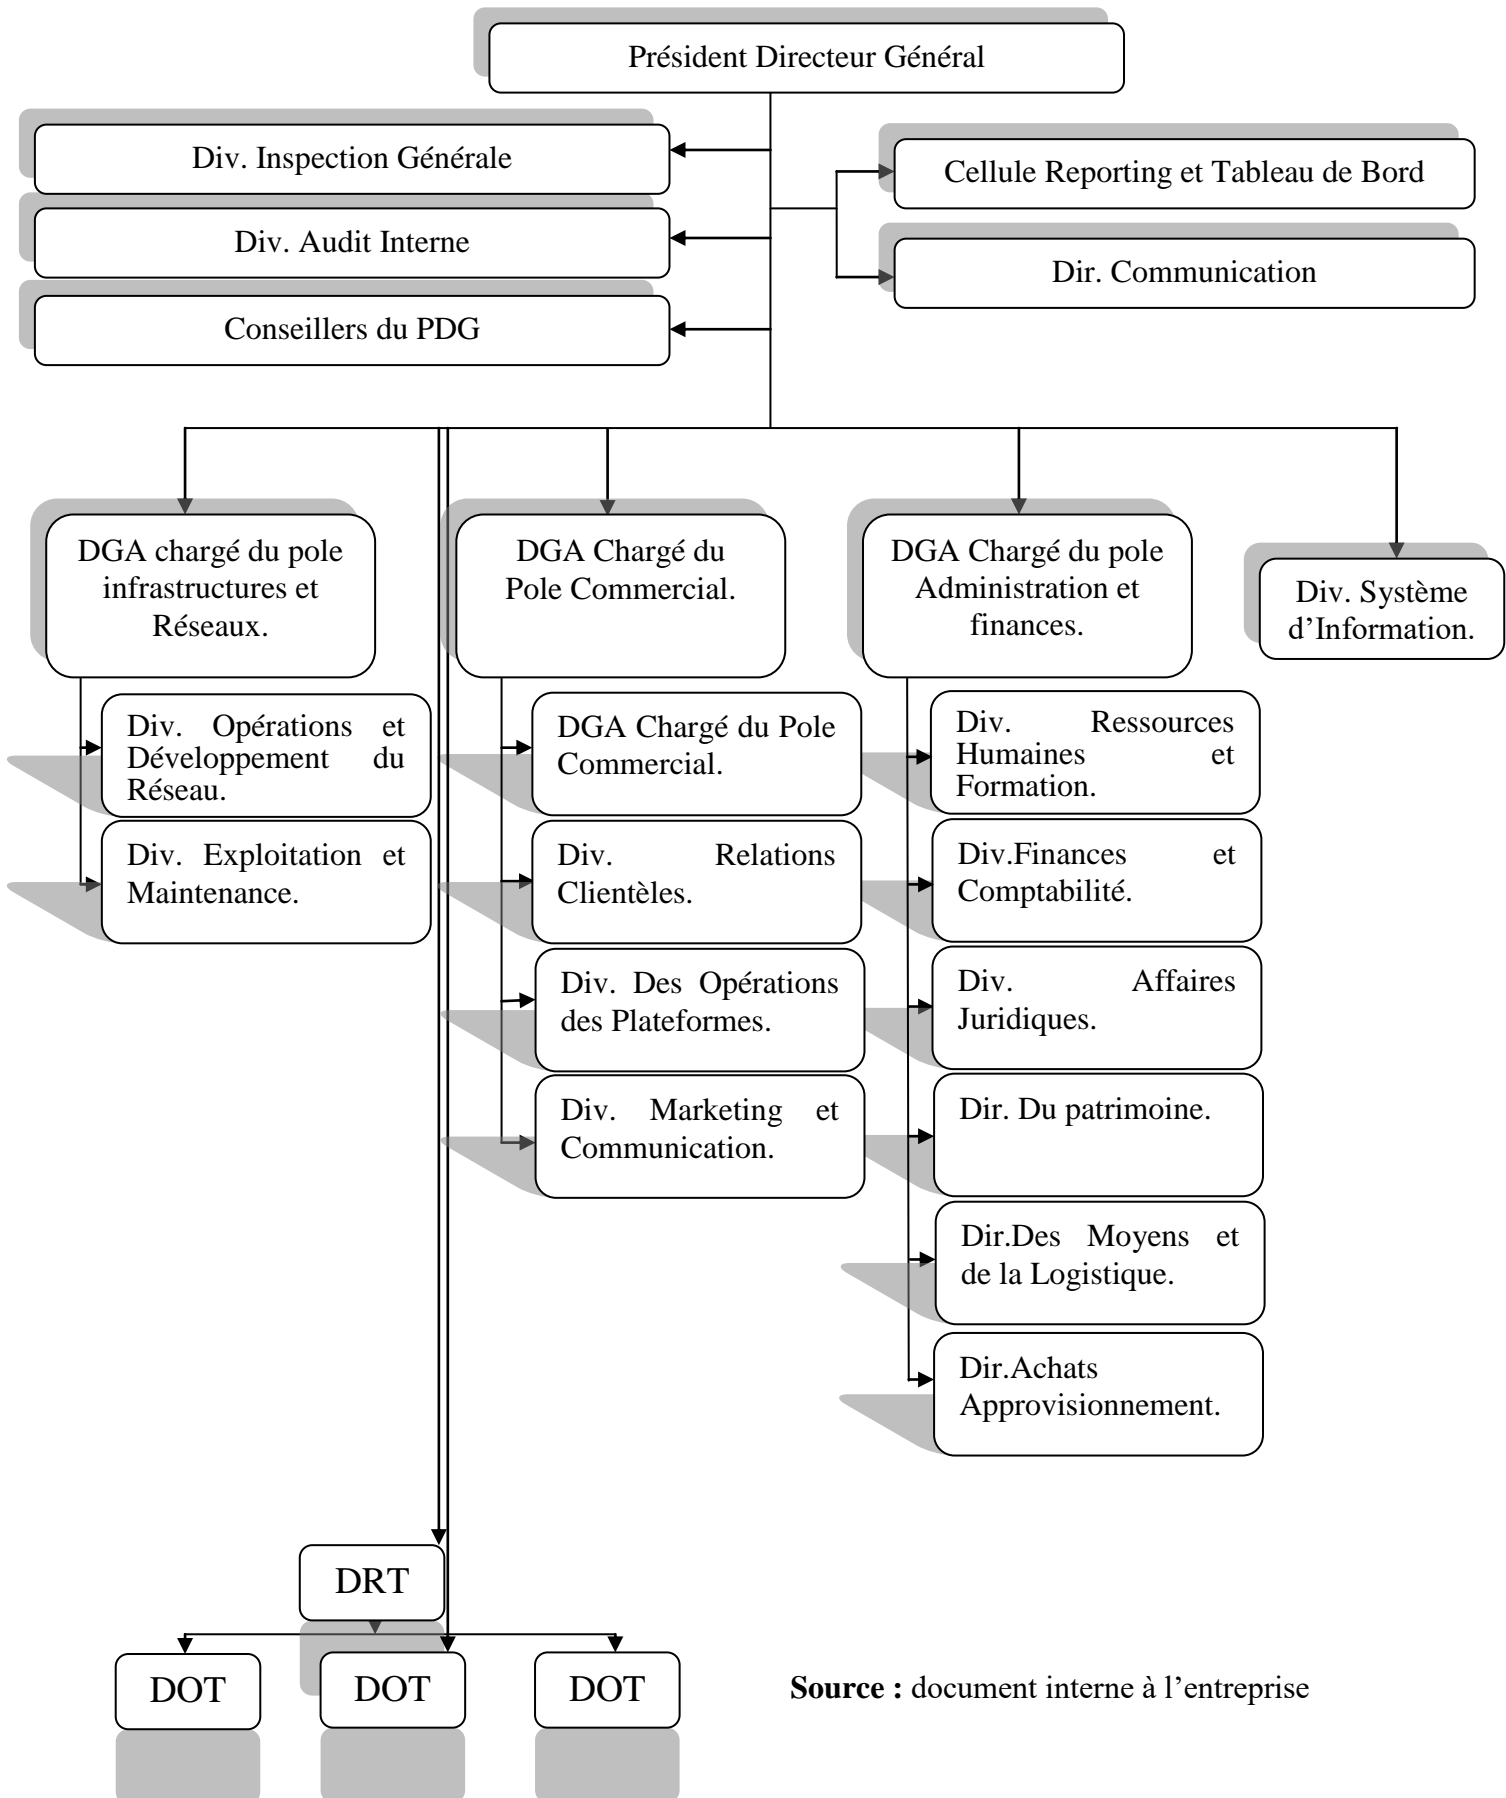 Président Directeur Général
Div. Inspection Générale
Cellule Reporting et Tableau de Bord
Div. Audit Interne
Dir. Communication
Conseillers du PDG
DGA chargé du pole
infrastructures et
Réseaux.
DGA Chargé du
Pole Commercial.
DGA Chargé du pole
Administration et
finances.
Div. Système
d’Information.
Div. Opérations et
Développement du
Réseau.
Div. Exploitation et
Maintenance.
DGA Chargé du Pole
Commercial.
Div. Relations
Clientèles.
Div. Des Opérations
des Plateformes.
Div. Marketing et
Communication.
Div. Ressources
Humaines et
Formation.
Div.Finances et
Comptabilité.
Div. Affaires
Juridiques.
Dir. Du patrimoine.
Dir.Des Moyens et
de la Logistique.
Dir.Achats
Approvisionnement.
DRT
DOT
DOT
DOT
Source : document interne à l’entreprise